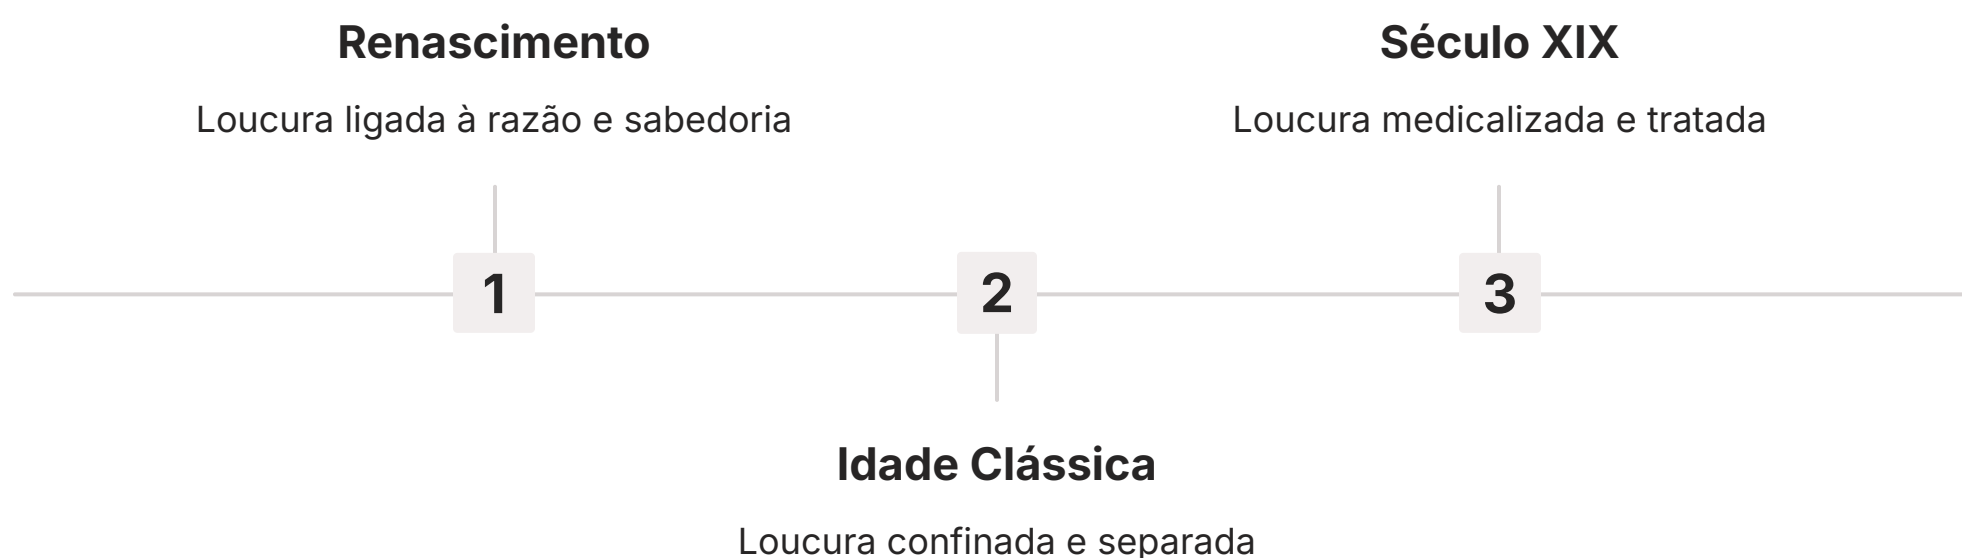 Renascimento
Loucura ligada à razão e sabedoria
Século XIX
Loucura medicalizada e tratada
1
2
3
Idade Clássica
Loucura confinada e separada